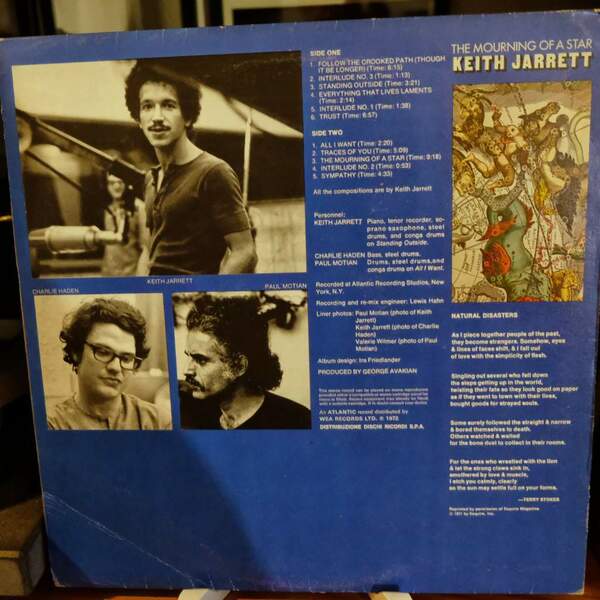 SIDE ONE
1. FOLLOW THE CROOKED PATH (THOUGH
IT BE LONGER) (Time: 6:15)
2. INTERLUDE NO. 3 (Time: 1:13)
3. STANDING OUTSIDE (Time: 3:21)
4. EVERYTHING THAT LIVES LAMENTS
(Time: 2:14)
5. INTERLUDE NO. 1 (Time: 1:38)
6. TRUST (Time: 6:57)
SIDE TWO
1. ALL I WANT (Time: 2:20)
2. TRACES OF YOU (Time: 5:09)
3. THE MOURNING OF A STAR (Time: 9:18)
4. INTERLUDE NO. 2 (Time: 0:53)
5. SYMPATHY (Time: 4:33)
All the compositions are by Keith Jarrett
Personnel:
KEITH JARRETT Piano, tenor recorder, so-
prano saxophone, steel
drums, and conga drums
on Standing Outside.
CHARLIE HADEN Bass, steel drums.
PAUL MOTIAN Drums, steel drums, and
conga drums on All I Want.
Recorded at Atlantic Recording Studios, New
York, N.Y.
Recording and re-mix engineer: Lewis Hahn
Liner photos: Paul Motian (photo of Keith
Jarrett)
Keith Jarrett (photo of Charlie
Haden)
Valerie Wilmer (photo of Paul
Motian)
Album design: Ira Friedlander
PRODUCED BY GEORGE AVAKIAN
An ATLANTIC record distributed by
WEA RECORDS LTD. ℗ 1972
DISTRIBUZIONE DISCHI RICORDI S.P.A.
KEITH JARRETT
CHARLIE HADEN
PAUL MOTIAN
THE MOURNING OF A STAR
KEITH JARRETT
NATURAL DISASTERS
As I piece together people of the past,
they become strangers. Somehow, eyes
& lines of faces shift, & I fall out
of love with the simplicity of flesh.
Singling out several who fell down
the steps getting up in the world,
twisting their fate so they look good on paper
as if they went to town with their lives,
bought goods for strayed souls.
Some surely followed the straight & narrow
& bored themselves to death.
Others watched & waited
for the bone dust to collect in their rooms.
For the ones who wrestled with the lion
& let the strong claws sink in,
smothered by love & muscle,
I etch you calmly, clearly
so the sun may settle full on your forms.
—TERRY STOKES
Reprinted by permission of Esquire Magazine
© 1971 by Esquire, Inc.